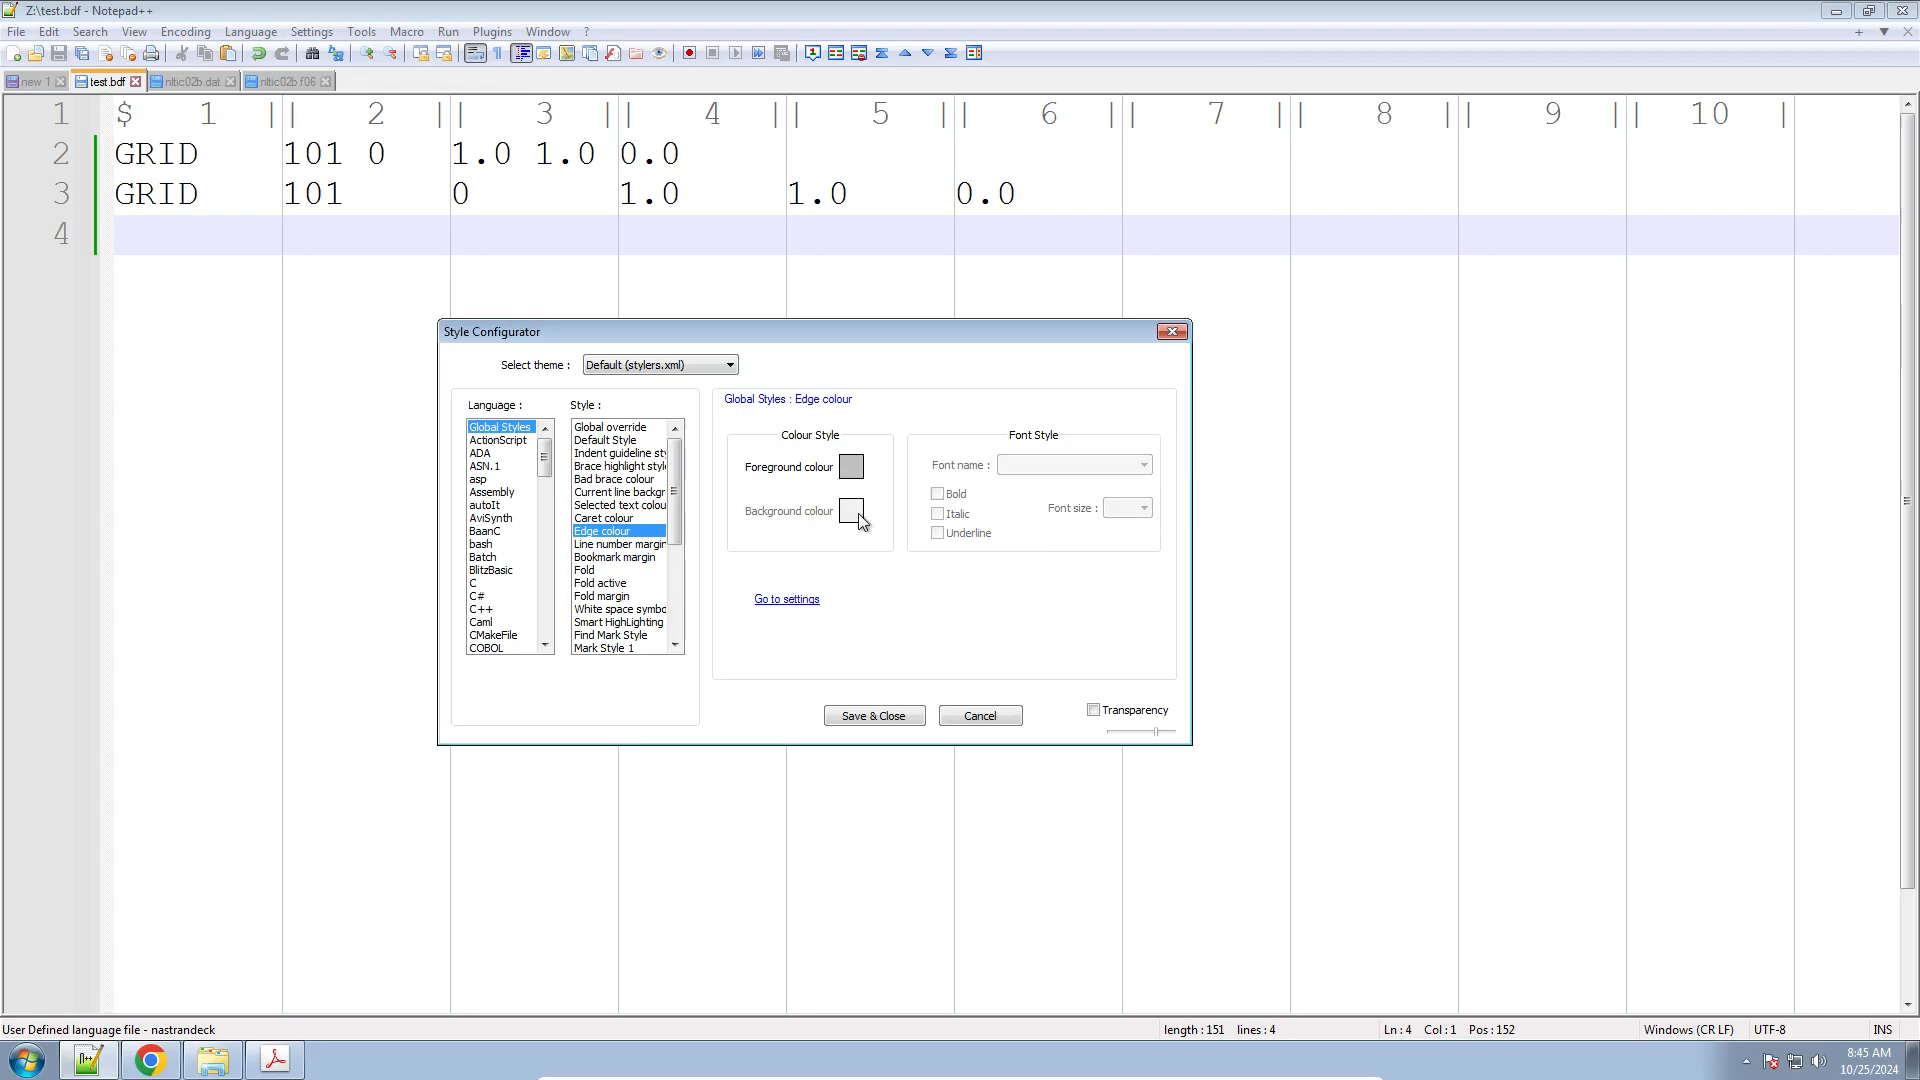 Z:\test.bdf - Notepad++
File Edit Search View Encoding Language Settings Tools Macro Run Plugins Window ?
new 1 test.bdf nltic02b.dat nltic02b.f06
1 $ 1 || 2 || 3 || 4 || 5 || 6 || 7 || 8 || 9 || 10 |
2 GRID 101 0 1.0 1.0 0.0
3 GRID 101 0 1.0 1.0 0.0
4
Style Configurator
Select theme : Default (stylers.xml)
Language : Style :
Global Styles : Edge colour
Global Styles Global override
ActionScript Default Style
ADA Indent guideline sty
ASN.1 Brace highlight style
asp Bad brace colour
Assembly Current line backgr
autoIt Selected text colou
AviSynth Caret colour
BaanC Edge colour
bash Line number margin
Batch Bookmark margin
BlitzBasic Fold
C Fold active
C# Fold margin
C++ White space symbo
Caml Smart HighLighting
CMakeFile Find Mark Style
COBOL Mark Style 1
Colour Style
Foreground colour
Background colour
Font Style
Font name :
Bold
Italic
Underline
Font size :
Go to settings
Save & Close Cancel
Transparency
User Defined language file - nastrandeck length : 151 lines : 4 Ln : 4 Col : 1 Pos : 152 Windows (CR LF) UTF-8 INS
8:45 AM
10/25/2024